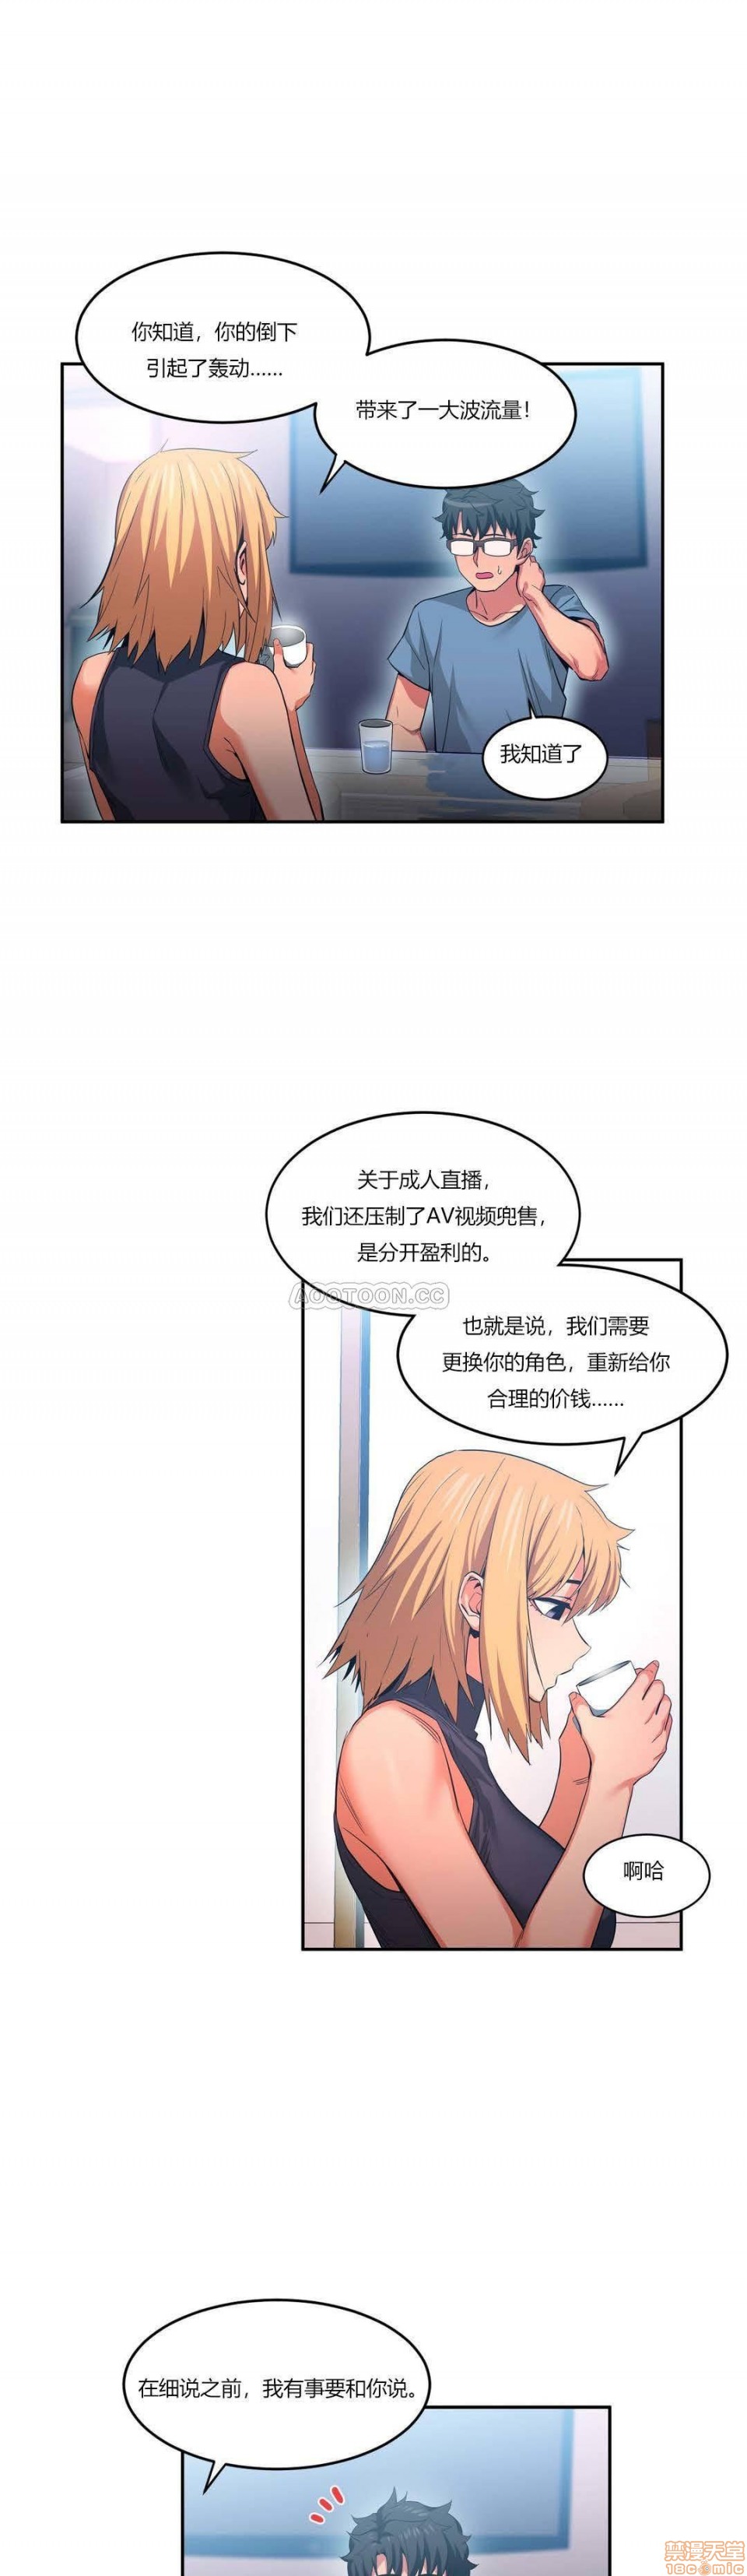 你知道，你的倒下
引起了轰动……
带来了一大波流量！
我知道了
关于成人直播，
我们还压制了AV视频兜售，
是分开盈利的。
AOOTOON.CC
也就是说，我们需要
更换你的角色，重新给你
合理的价钱……
啊哈
在细说之前，我有事要和你说。
禁漫天堂
18comic